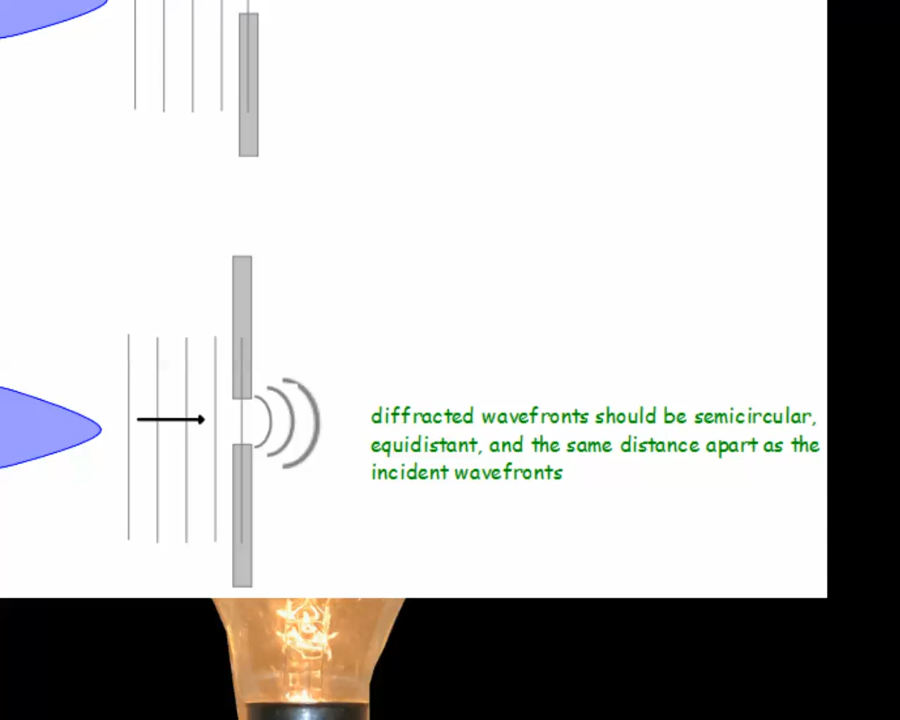 diffracted wavefronts should be semicircular,
equidistant, and the same distance apart as the
incident wavefronts